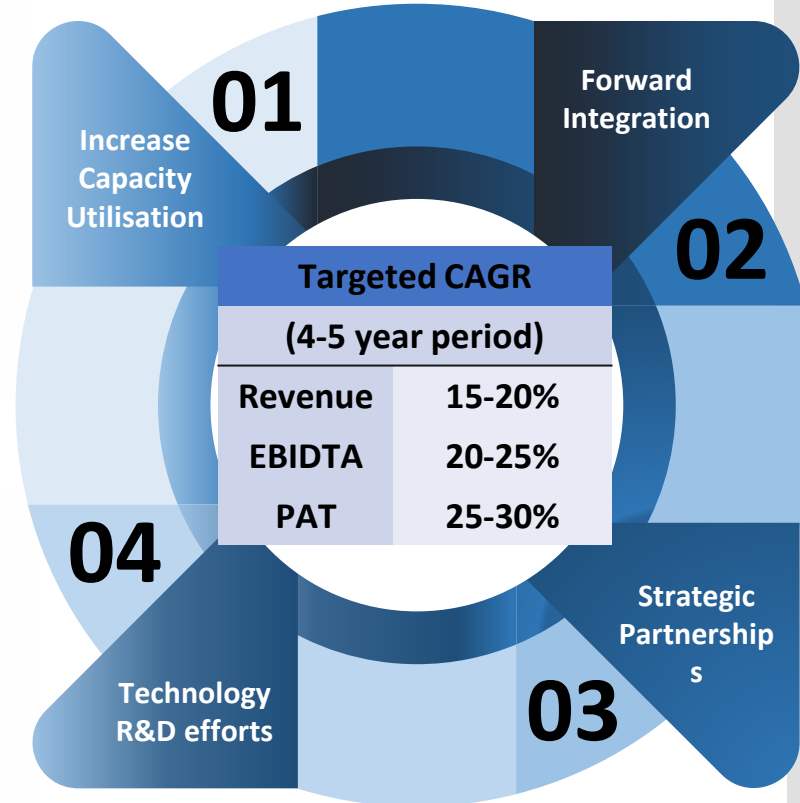 01
Increase
Capacity
Utilisation
Forward
Integration
02
Targeted CAGR
(4-5 year period)
Revenue 15-20%
EBIDTA 20-25%
PAT 25-30%
Strategic
Partnership
s
03
04
Technology
R&D efforts